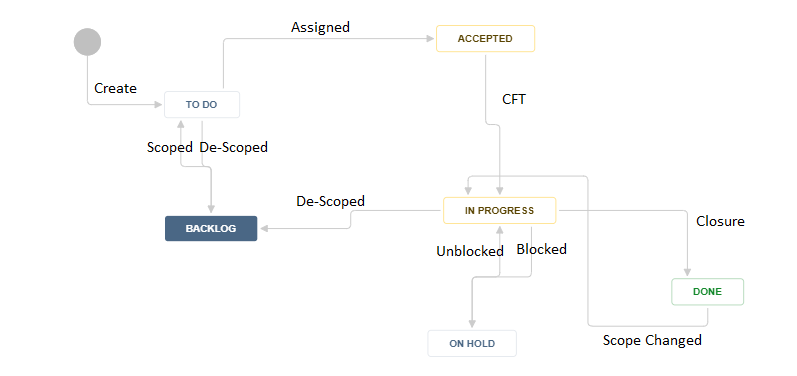 Assigned
ACCEPTED
Create
CFT
TO DO
Scoped De-Scoped
De-Scoped
IN PROGRESS
BACKLOG
Closure
Unblocked Blocked
DONE
ON HOLD
Scope Changed